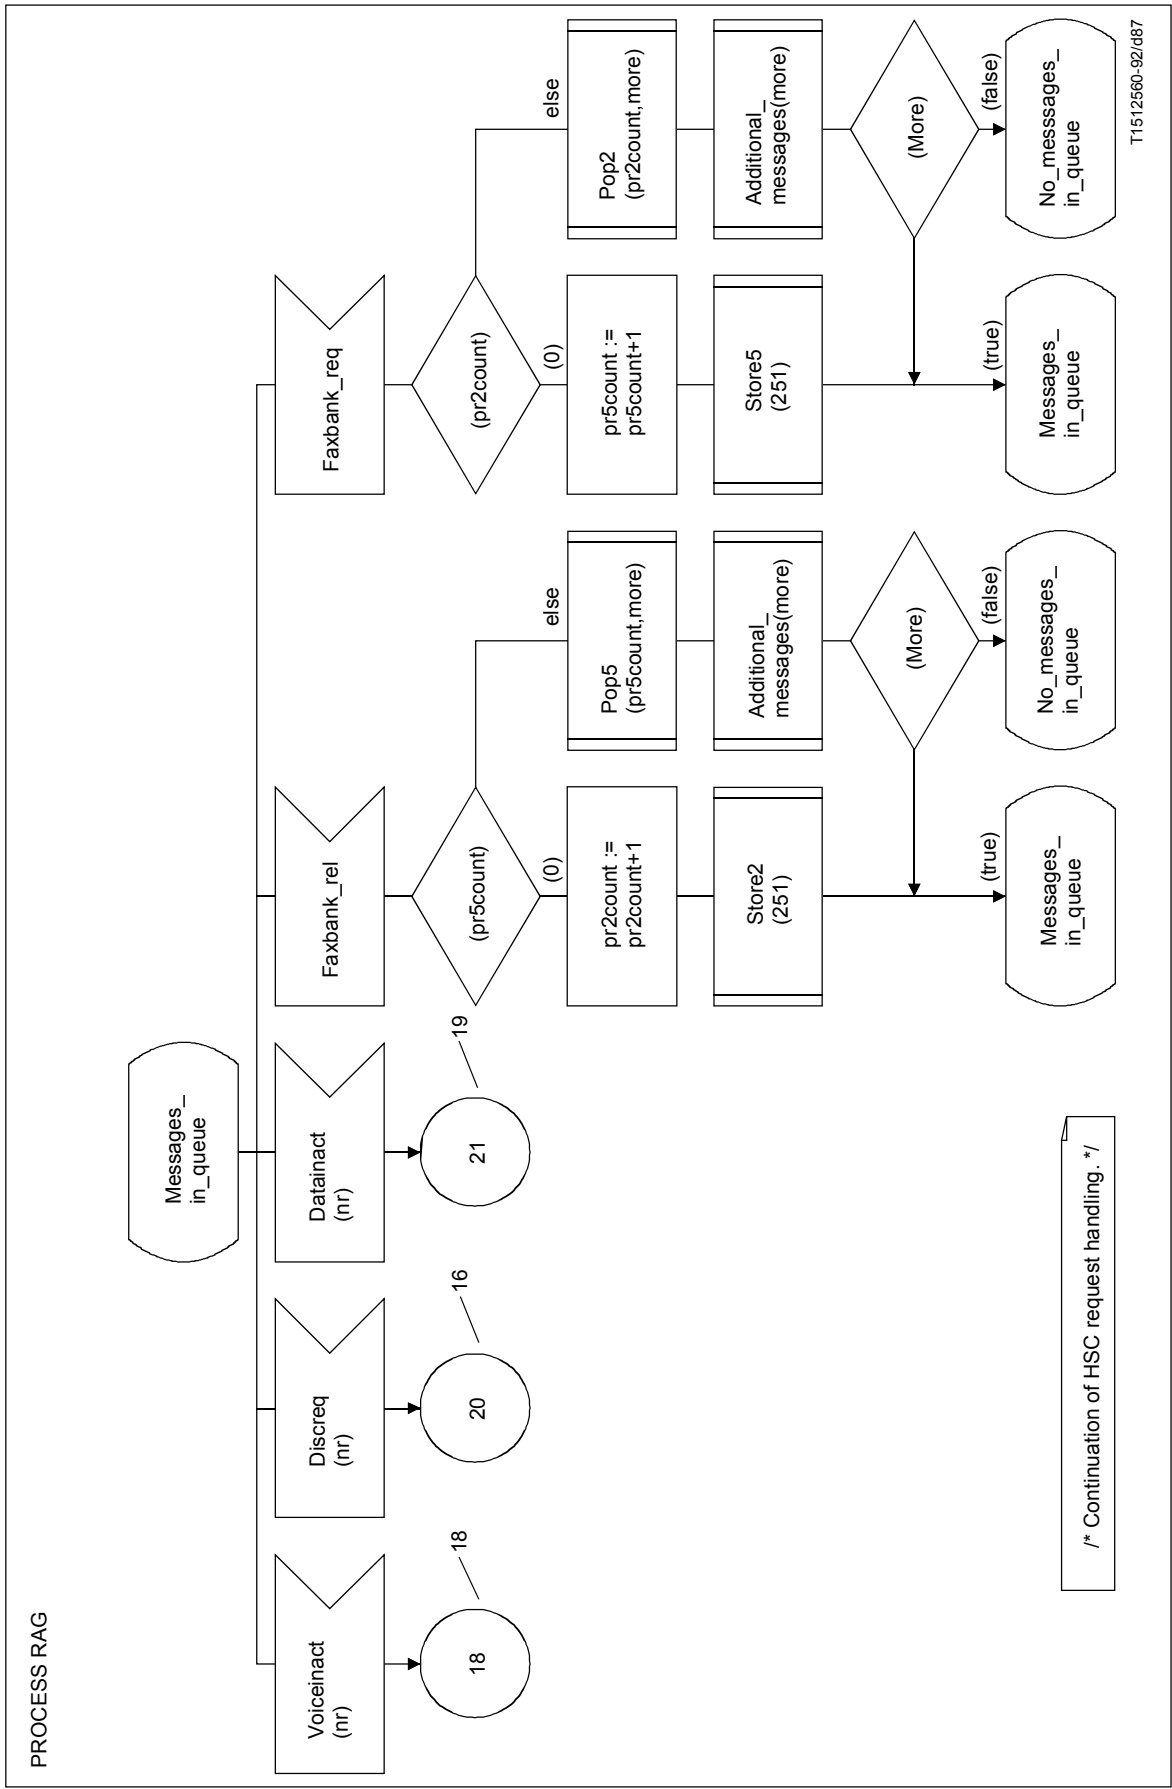 PROCESS RAG
Messages_
in_queue
Voiceinact
(nr)
18
18
Discreq
(nr)
20
16
Datainact
(nr)
21
19
Faxbank_rel
(pr5count)
(0)
else
pr2count :=
pr2count+1
Store2
(251)
(true)
Messages_
in_queue
Pop5
(pr5count,more)
Additional_
messages(more)
(More)
(false)
No_messages_
in_queue
Faxbank_req
(pr2count)
(0)
else
pr5count :=
pr5count+1
Store5
(251)
(true)
Messages_
in_queue
Pop2
(pr2count,more)
Additional_
messages(more)
(More)
(false)
No_messsages_
in_queue
/* Continuation of HSC request handling. */
T1512560-92/d87